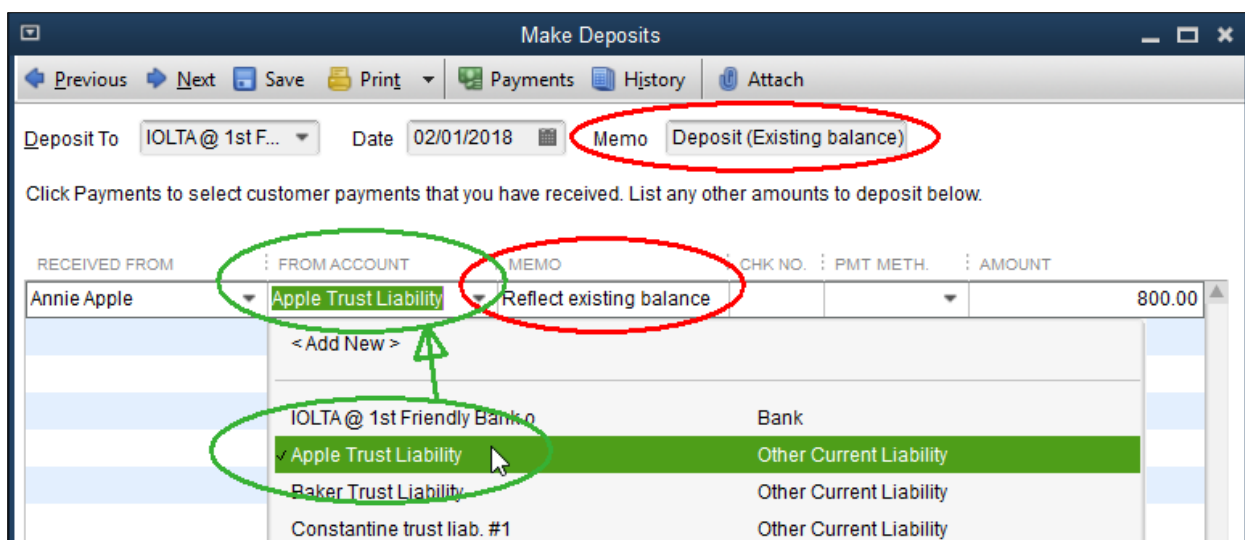 Make Deposits
Previous Next Save Print Payments History Attach
Deposit To IOLTA @ 1st F... Date 02/01/2018 Memo Deposit (Existing balance)
Click Payments to select customer payments that you have received. List any other amounts to deposit below.
RECEIVED FROM FROM ACCOUNT MEMO CHK NO. PMT METH. AMOUNT
Annie Apple Apple Trust Liability Reflect existing balance 800.00
< Add New >
IOLTA @ 1st Friendly Bank o Bank
✓ Apple Trust Liability Other Current Liability
Baker Trust Liability Other Current Liability
Constantine trust liab. #1 Other Current Liability